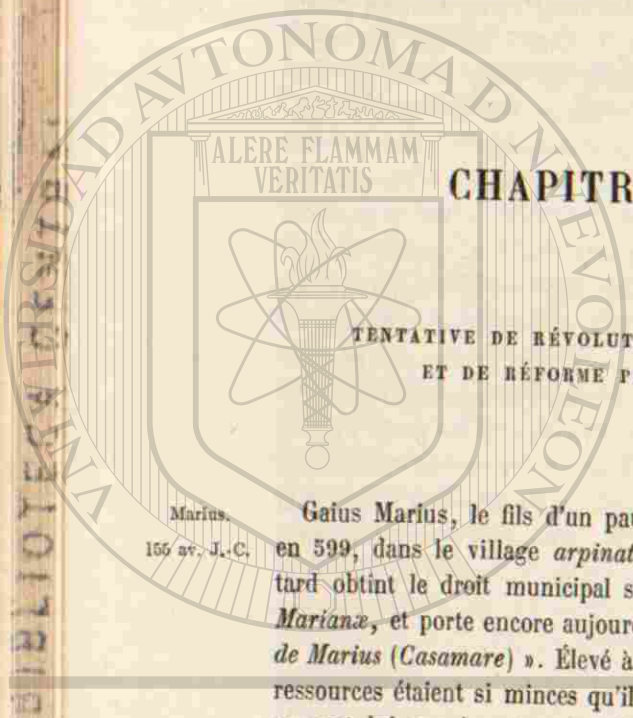 ALERE FLAMMAM
VERITATIS
CHAPITR
TENTATIVE DE RÉVOLUT
ET DE RÉFORME P
Marius.
155 av. J.-C.
Gaius Marius, le fils d'un pau
en 599, dans le village arpinat
tard obtint le droit municipal s
Marianæ, et porte encore aujour
de Marius (Casamare) ». Élevé à
ressources étaient si minces qu'il